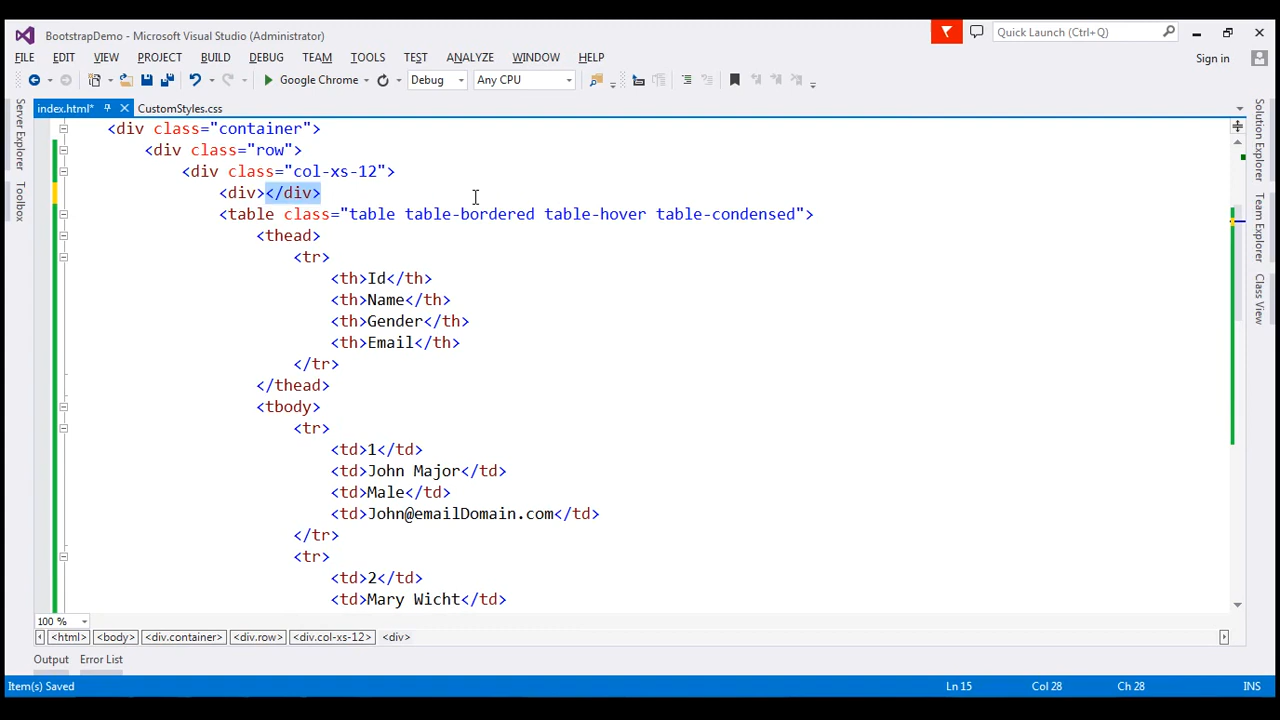 BootstrapDemo - Microsoft Visual Studio (Administrator)
Quick Launch (Ctrl+Q)
FILE EDIT VIEW PROJECT BUILD DEBUG TEAM TOOLS TEST ANALYZE WINDOW HELP
Sign in
Google Chrome Debug Any CPU
index.html* CustomStyles.css
Server Explorer
Toolbox
Solution Explorer
Team Explorer
Class View
<div class="container">
<div class="row">
<div class="col-xs-12">
<div></div>
<table class="table table-bordered table-hover table-condensed">
<thead>
<tr>
<th>Id</th>
<th>Name</th>
<th>Gender</th>
<th>Email</th>
</tr>
</thead>
<tbody>
<tr>
<td>1</td>
<td>John Major</td>
<td>Male</td>
<td>John@emailDomain.com</td>
</tr>
<tr>
<td>2</td>
<td>Mary Wicht</td>
100 %
<html> <body> <div.container> <div.row> <div.col-xs-12> <div>
Output Error List
Item(s) Saved Ln 15 Col 28 Ch 28 INS